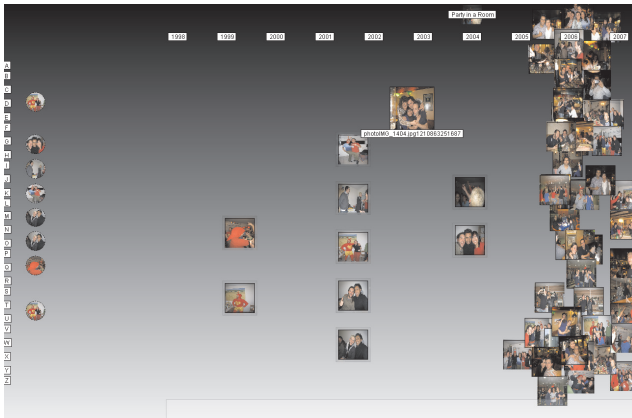 Party in a Room
1998 1999 2000 2001 2002 2003 2004 2005 2006 2007
A
B
C
D
E
F
photoIMG_1404.jpg1210863251687
G
H
I
J
K
L
M
N
O
P
Q
R
S
T
U
V
W
X
Y
Z